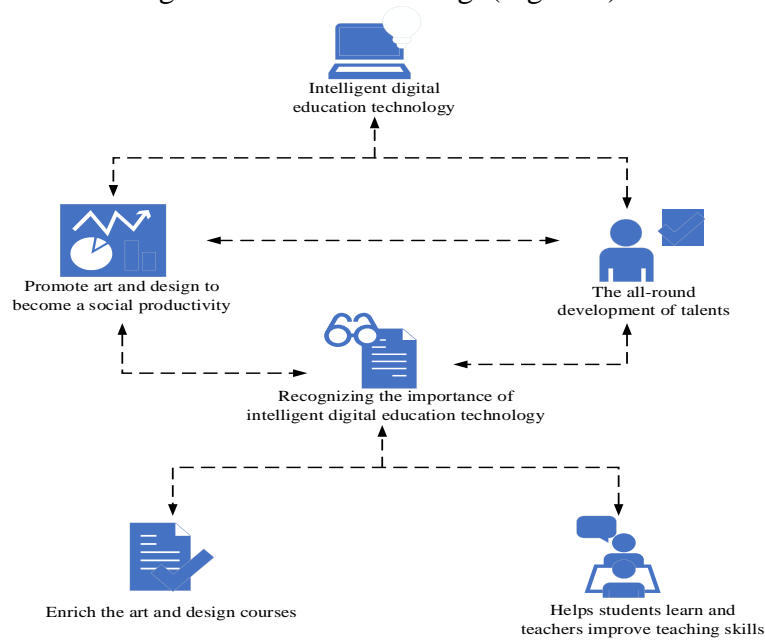 Intelligent digital
education technology
Promote art and design to
become a social productivity
The all-round
development of talents
Recognizing the importance of
intelligent digital education technology
Enrich the art and design courses
Helps students learn and
teachers improve teaching skills